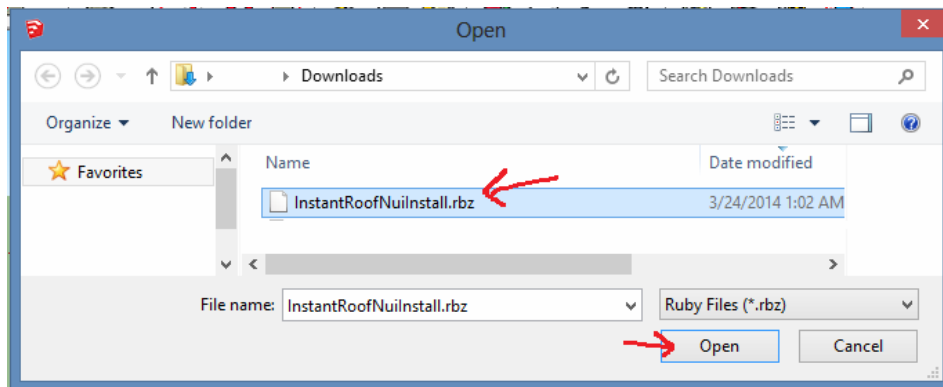 Open
Downloads
Search Downloads
Organize
New folder
Favorites
Name
Date modified
InstantRoofNuiInstall.rbz
3/24/2014 1:02 AM
File name:
InstantRoofNuiInstall.rbz
Ruby Files (*.rbz)
Open
Cancel